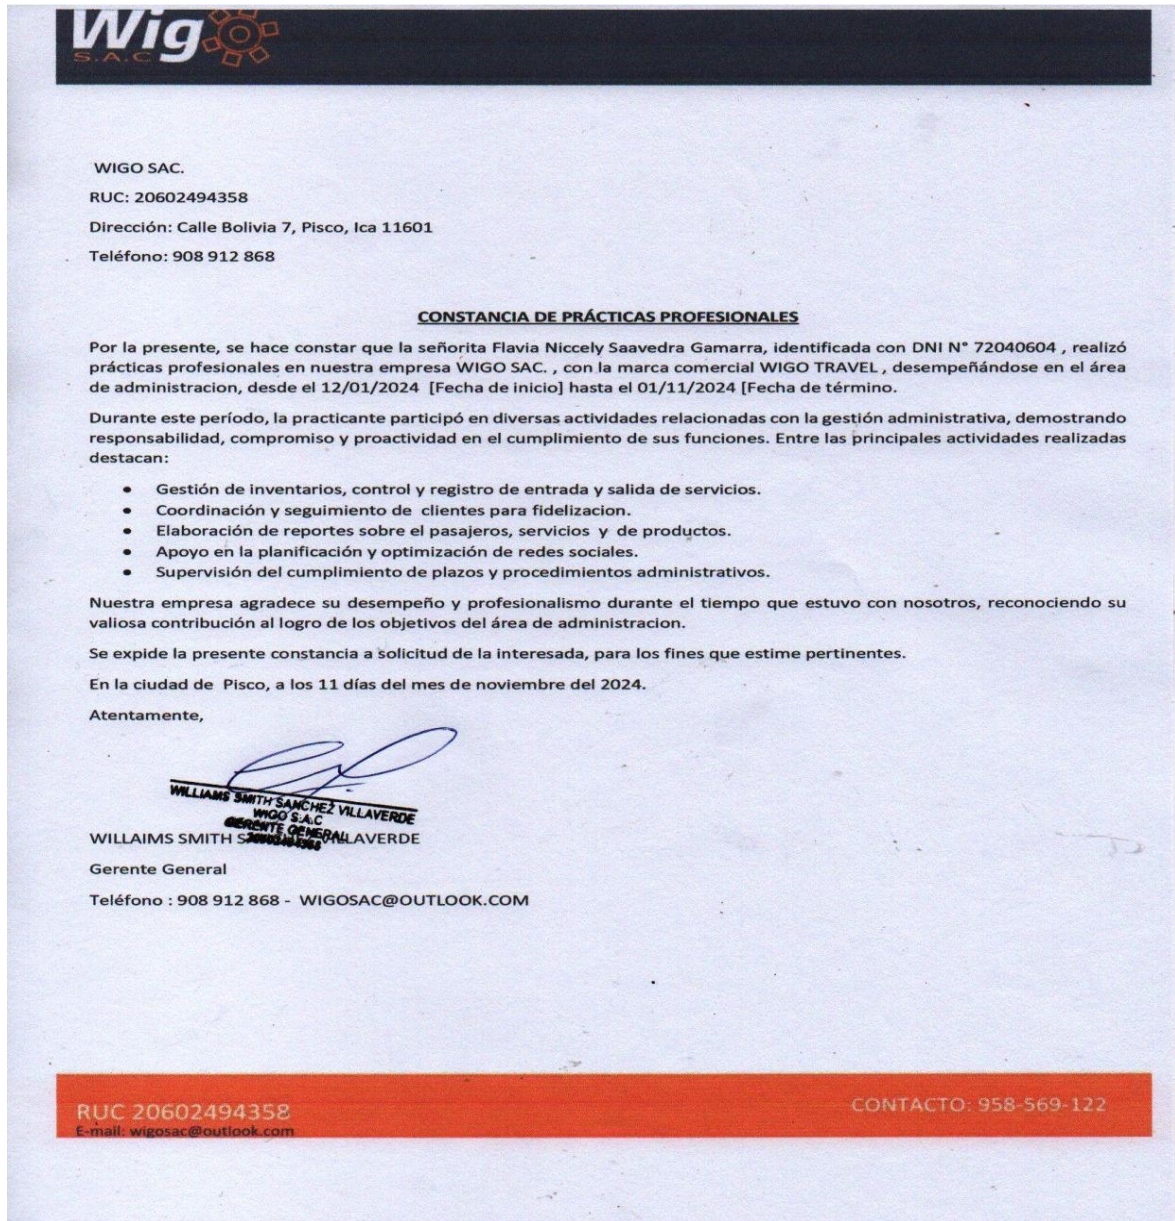 Wigo
S.A.C
WIGO SAC.
RUC: 20602494358
Dirección: Calle Bolivia 7, Pisco, Ica 11601
Teléfono: 908 912 868
CONSTANCIA DE PRÁCTICAS PROFESIONALES
Por la presente, se hace constar que la señorita Flavia Niccely Saavedra Gamarra, identificada con DNI N° 72040604 , realizó
prácticas profesionales en nuestra empresa WIGO SAC. , con la marca comercial WIGO TRAVEL , desempeñándose en el área
de administracion, desde el 12/01/2024 [Fecha de inicio] hasta el 01/11/2024 [Fecha de término.
Durante este período, la practicante participó en diversas actividades relacionadas con la gestión administrativa, demostrando
responsabilidad, compromiso y proactividad en el cumplimiento de sus funciones. Entre las principales actividades realizadas
destacan:
• Gestión de inventarios, control y registro de entrada y salida de servicios.
• Coordinación y seguimiento de clientes para fidelizacion.
• Elaboración de reportes sobre el pasajeros, servicios y de productos.
• Apoyo en la planificación y optimización de redes sociales.
• Supervisión del cumplimiento de plazos y procedimientos administrativos.
Nuestra empresa agradece su desempeño y profesionalismo durante el tiempo que estuvo con nosotros, reconociendo su
valiosa contribución al logro de los objetivos del área de administracion.
Se expide la presente constancia a solicitud de la interesada, para los fines que estime pertinentes.
En la ciudad de Pisco, a los 11 días del mes de noviembre del 2024.
Atentamente,
WILLIAMS SMITH SANCHEZ VILLAVERDE
WIGO S.A.C
GERENTE GENERAL
WILLAIMS SMITH
Gerente General
Teléfono : 908 912 868 - WIGOSAC@OUTLOOK.COM
RUC 20602494358
CONTACTO: 958-569-122
E-mail: wigosac@outlook.com